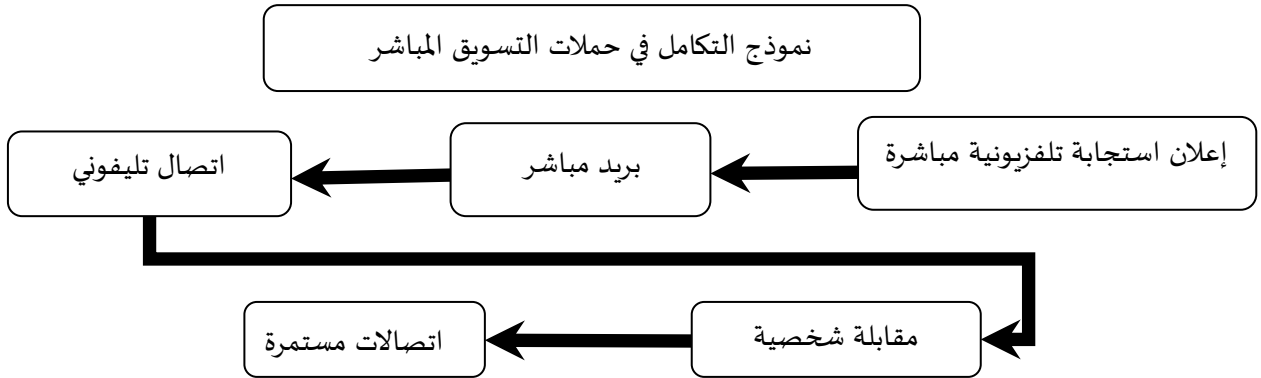 نموذج التكامل في حملات التسويق المباشر
إعلان استجابة تلفزيونية مباشرة
بريد مباشر
اتصال تليفوني
مقابلة شخصية
اتصالات مستمرة